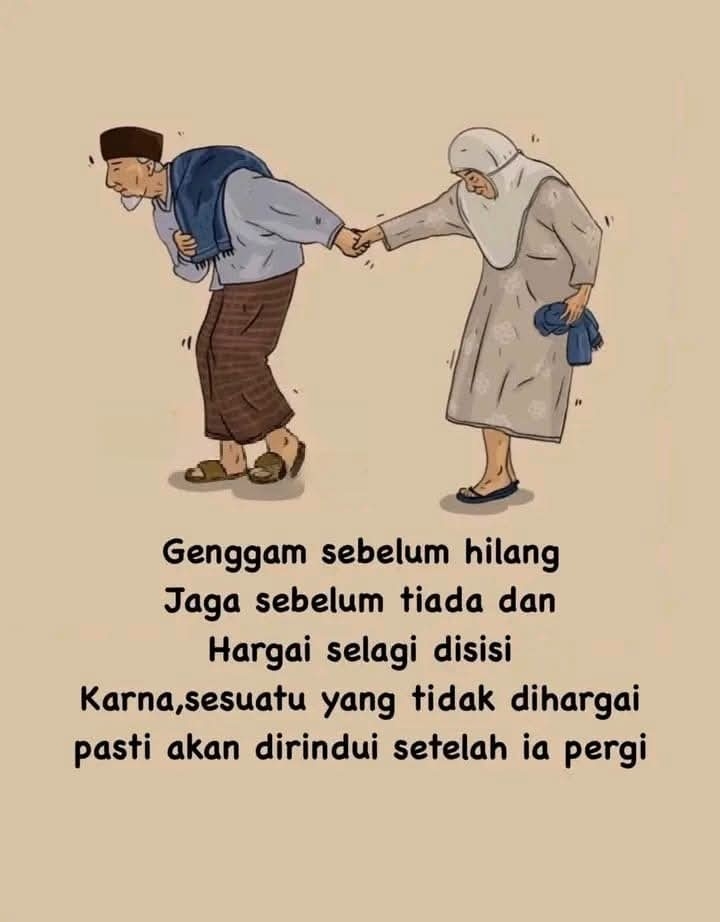 Genggam sebelum hilang
Jaga sebelum tiada dan
Hargai selagi disisi
Karna,sesuatu yang tidak dihargai
pasti akan dirindui setelah ia pergi